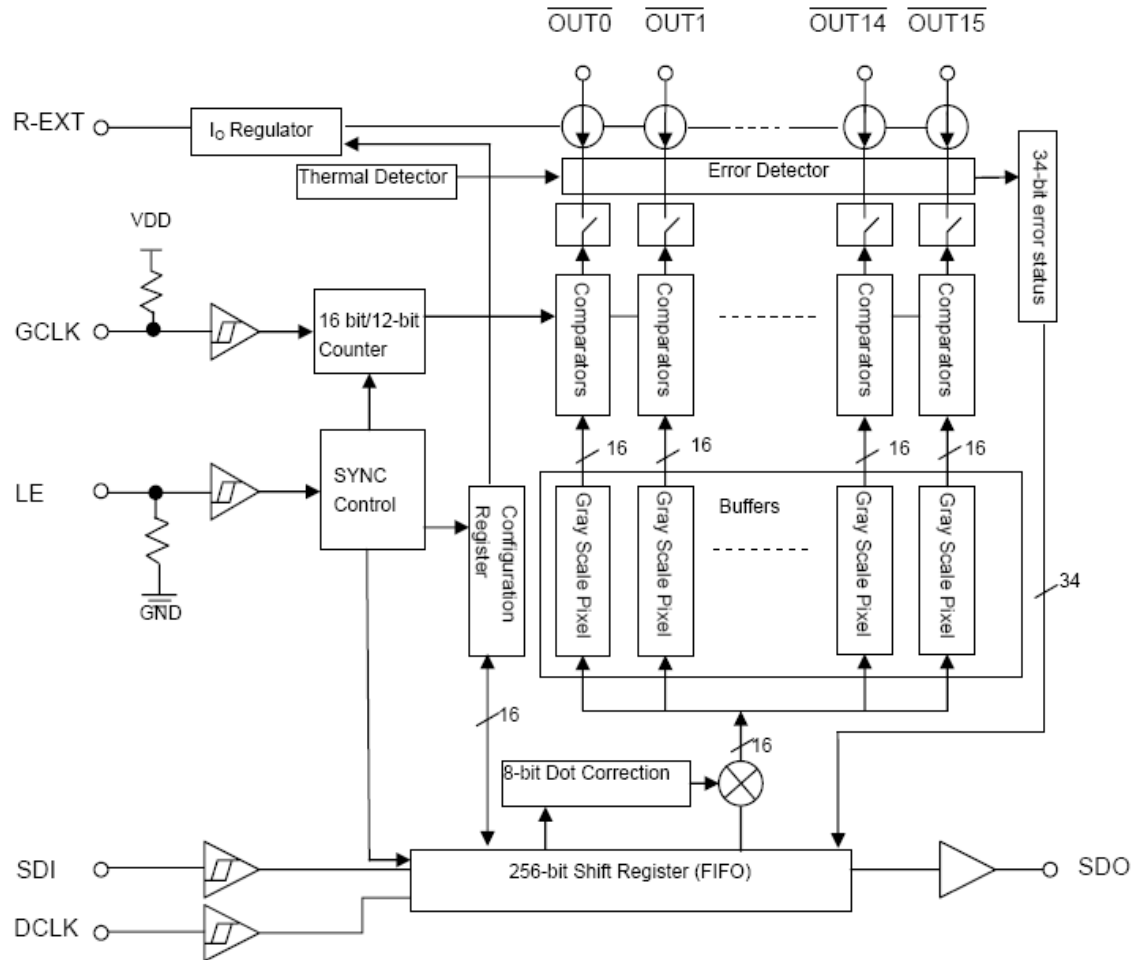 OUT0 OUT1 OUT14 OUT15
R-EXT
IO Regulator
Thermal Detector
Error Detector
34-bit error status
VDD
GCLK
16 bit/12-bit
Counter
Comparators
Comparators
Comparators
Comparators
16
16
16
16
LE
SYNC
Control
GND
Configuration
Register
Buffers
Gray Scale Pixel
Gray Scale Pixel
Gray Scale Pixel
Gray Scale Pixel
34
16
16
8-bit Dot Correction
SDI
256-bit Shift Register (FIFO)
SDO
DCLK